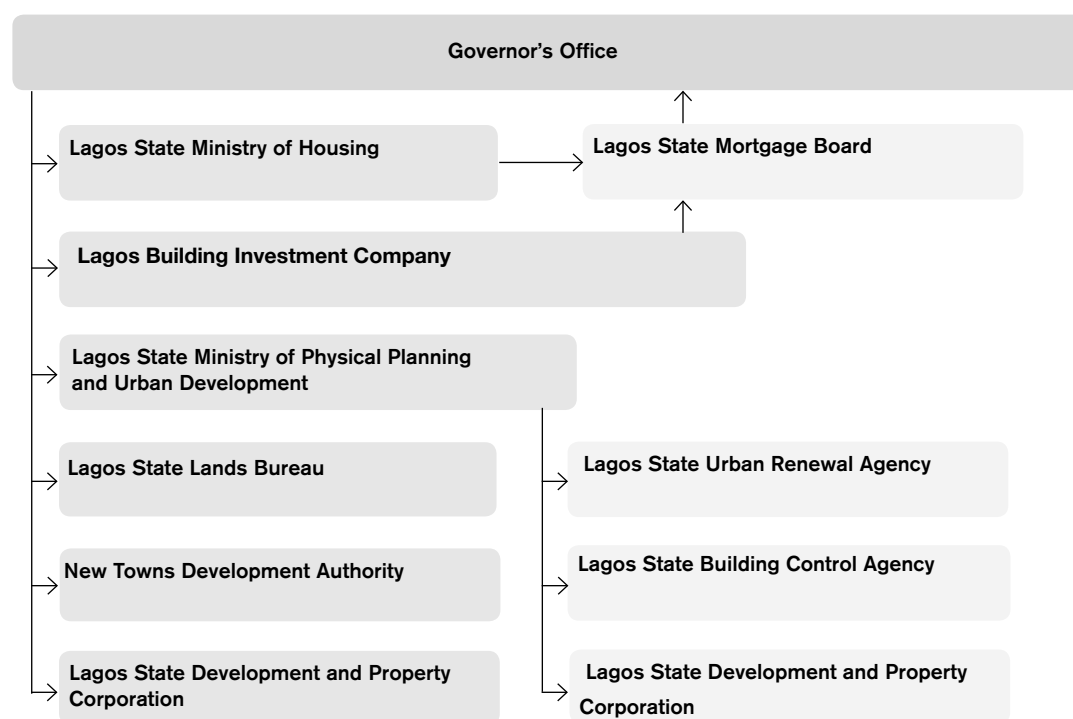 Governor’s Office
Lagos State Ministry of Housing
Lagos State Mortgage Board
Lagos Building Investment Company
Lagos State Ministry of Physical Planning
and Urban Development
Lagos State Lands Bureau
Lagos State Urban Renewal Agency
New Towns Development Authority
Lagos State Building Control Agency
Lagos State Development and Property
Corporation
Lagos State Development and Property
Corporation